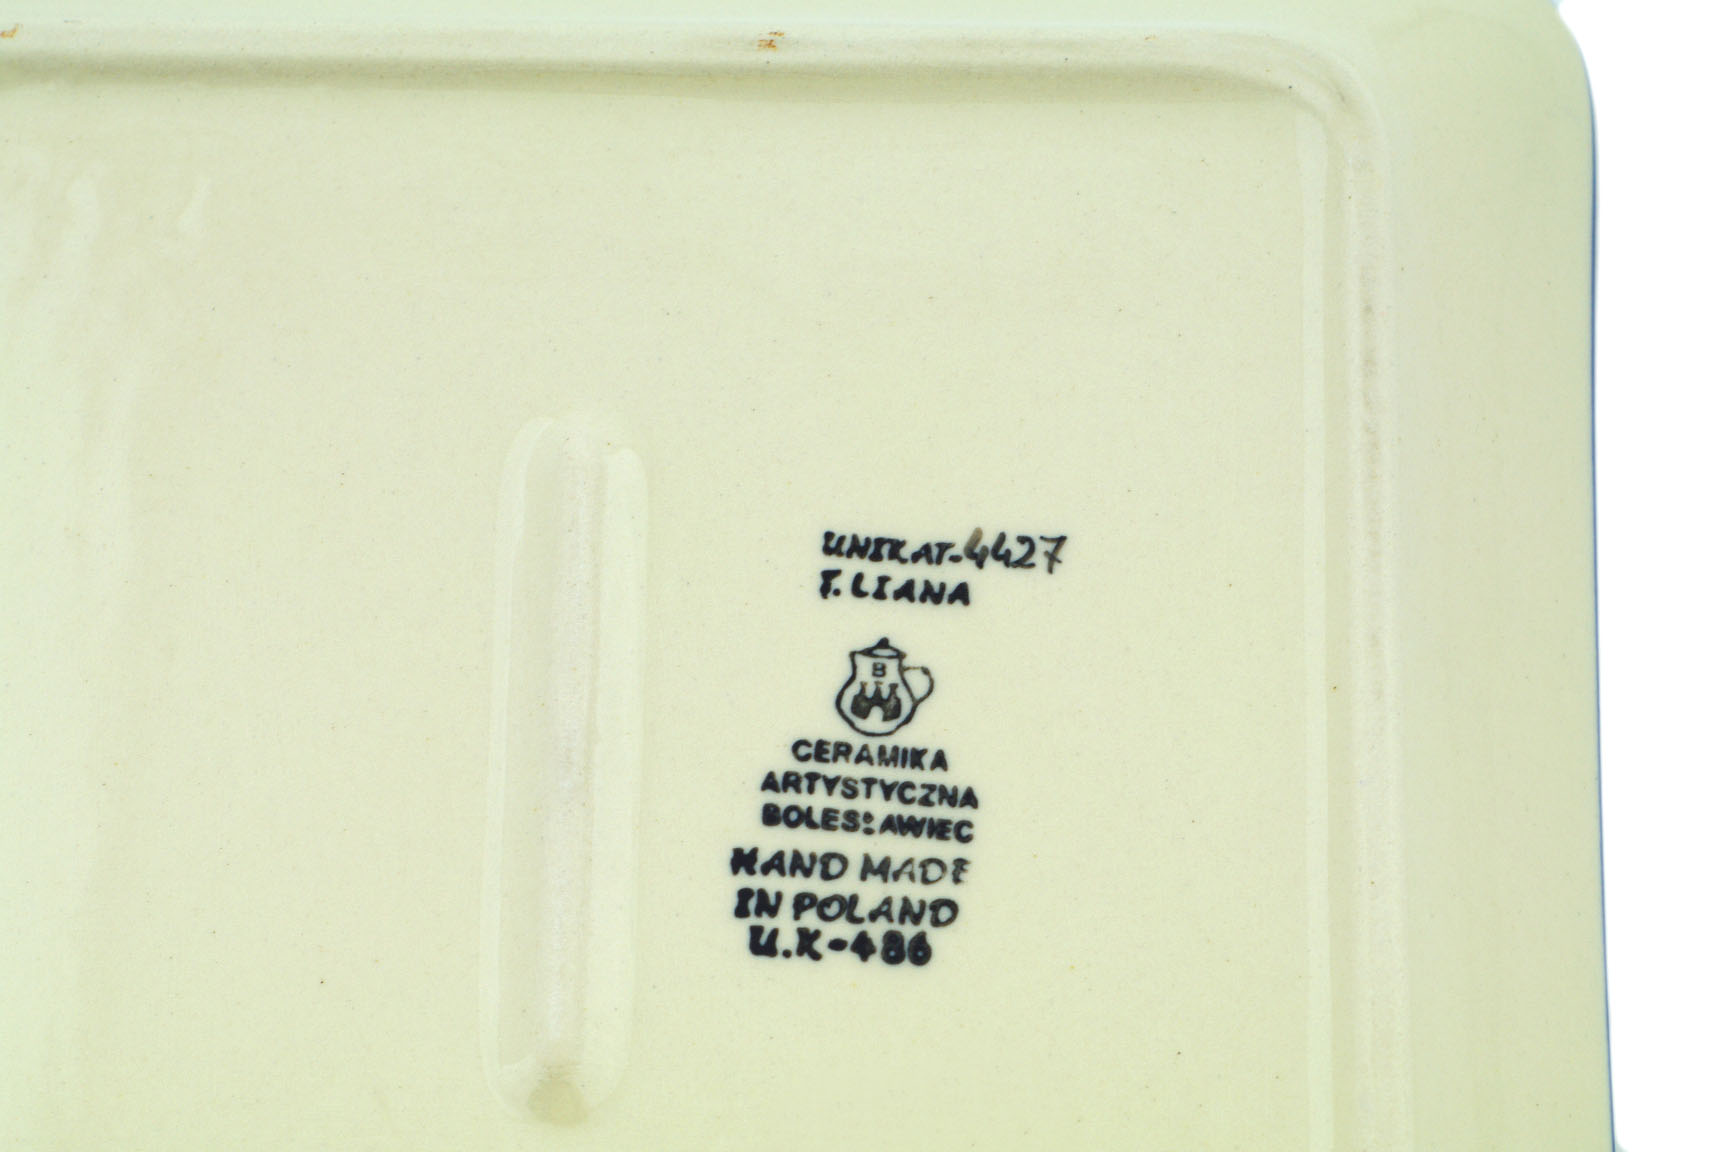 UNIKAT-4427
T. LIANA
B
CERAMIKA
ARTYSTYCZNA
BOLESŁAWIEC
HAND MADE
IN POLAND
U.K-486